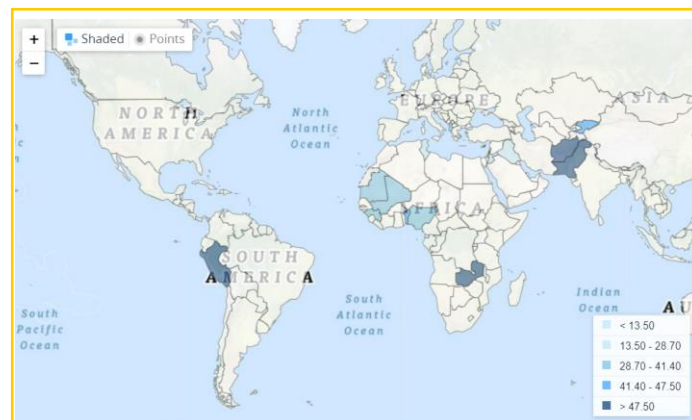 +
Shaded Points
−
NORTH
AMERICA
North
Atlantic
Ocean
EUROPE
ASIA
AFRICA
SOUTH
AMERICA
South
Pacific
Ocean
South
Atlantic
Ocean
Indian
Ocean
AU
< 13.50
13.50 - 28.70
28.70 - 41.40
41.40 - 47.50
> 47.50